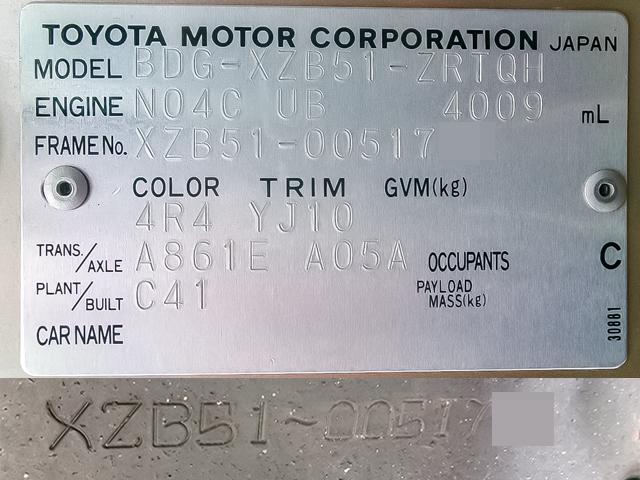 TOYOTA MOTOR CORPORATION JAPAN
MODEL BDG-XZB51-ZRTQH
ENGINE N04C UB 4009 mL
FRAME No. XZB51-00517
COLOR TRIM GVM(kg)
4R4 YJ10
TRANS./AXLE A861E A05A OCCUPANTS C
PLANT/BUILT C41 PAYLOAD MASS(kg)
CAR NAME
30881
XZB51-00517